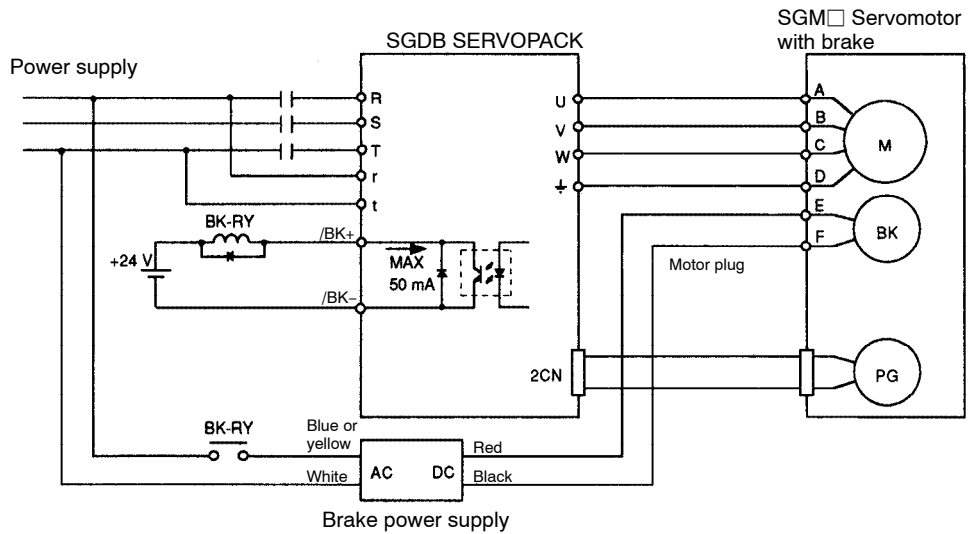 SGM□ Servomotor
with brake
SGDB SERVOPACK
Power supply
R
S
T
r
t
U
V
W
A
B
C
D
E
F
M
BK
BK-RY
/BK+
+24 V
MAX
50 mA
/BK−
Motor plug
2CN
PG
BK-RY
Blue or
yellow
White
AC
DC
Red
Black
Brake power supply